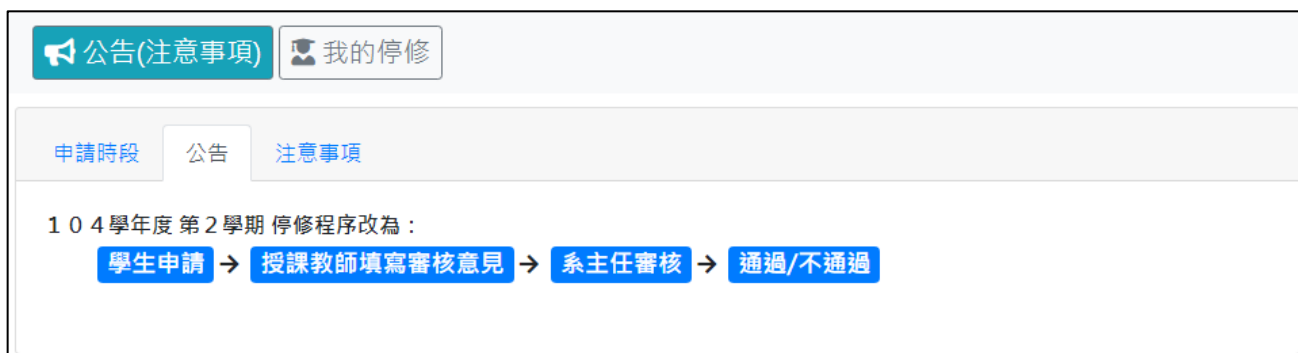 公告(注意事項) 我的停修
申請時段 公告 注意事項
１０４學年度 第２學期 停修程序改為：
學生申請 → 授課教師填寫審核意見 → 系主任審核 → 通過/不通過